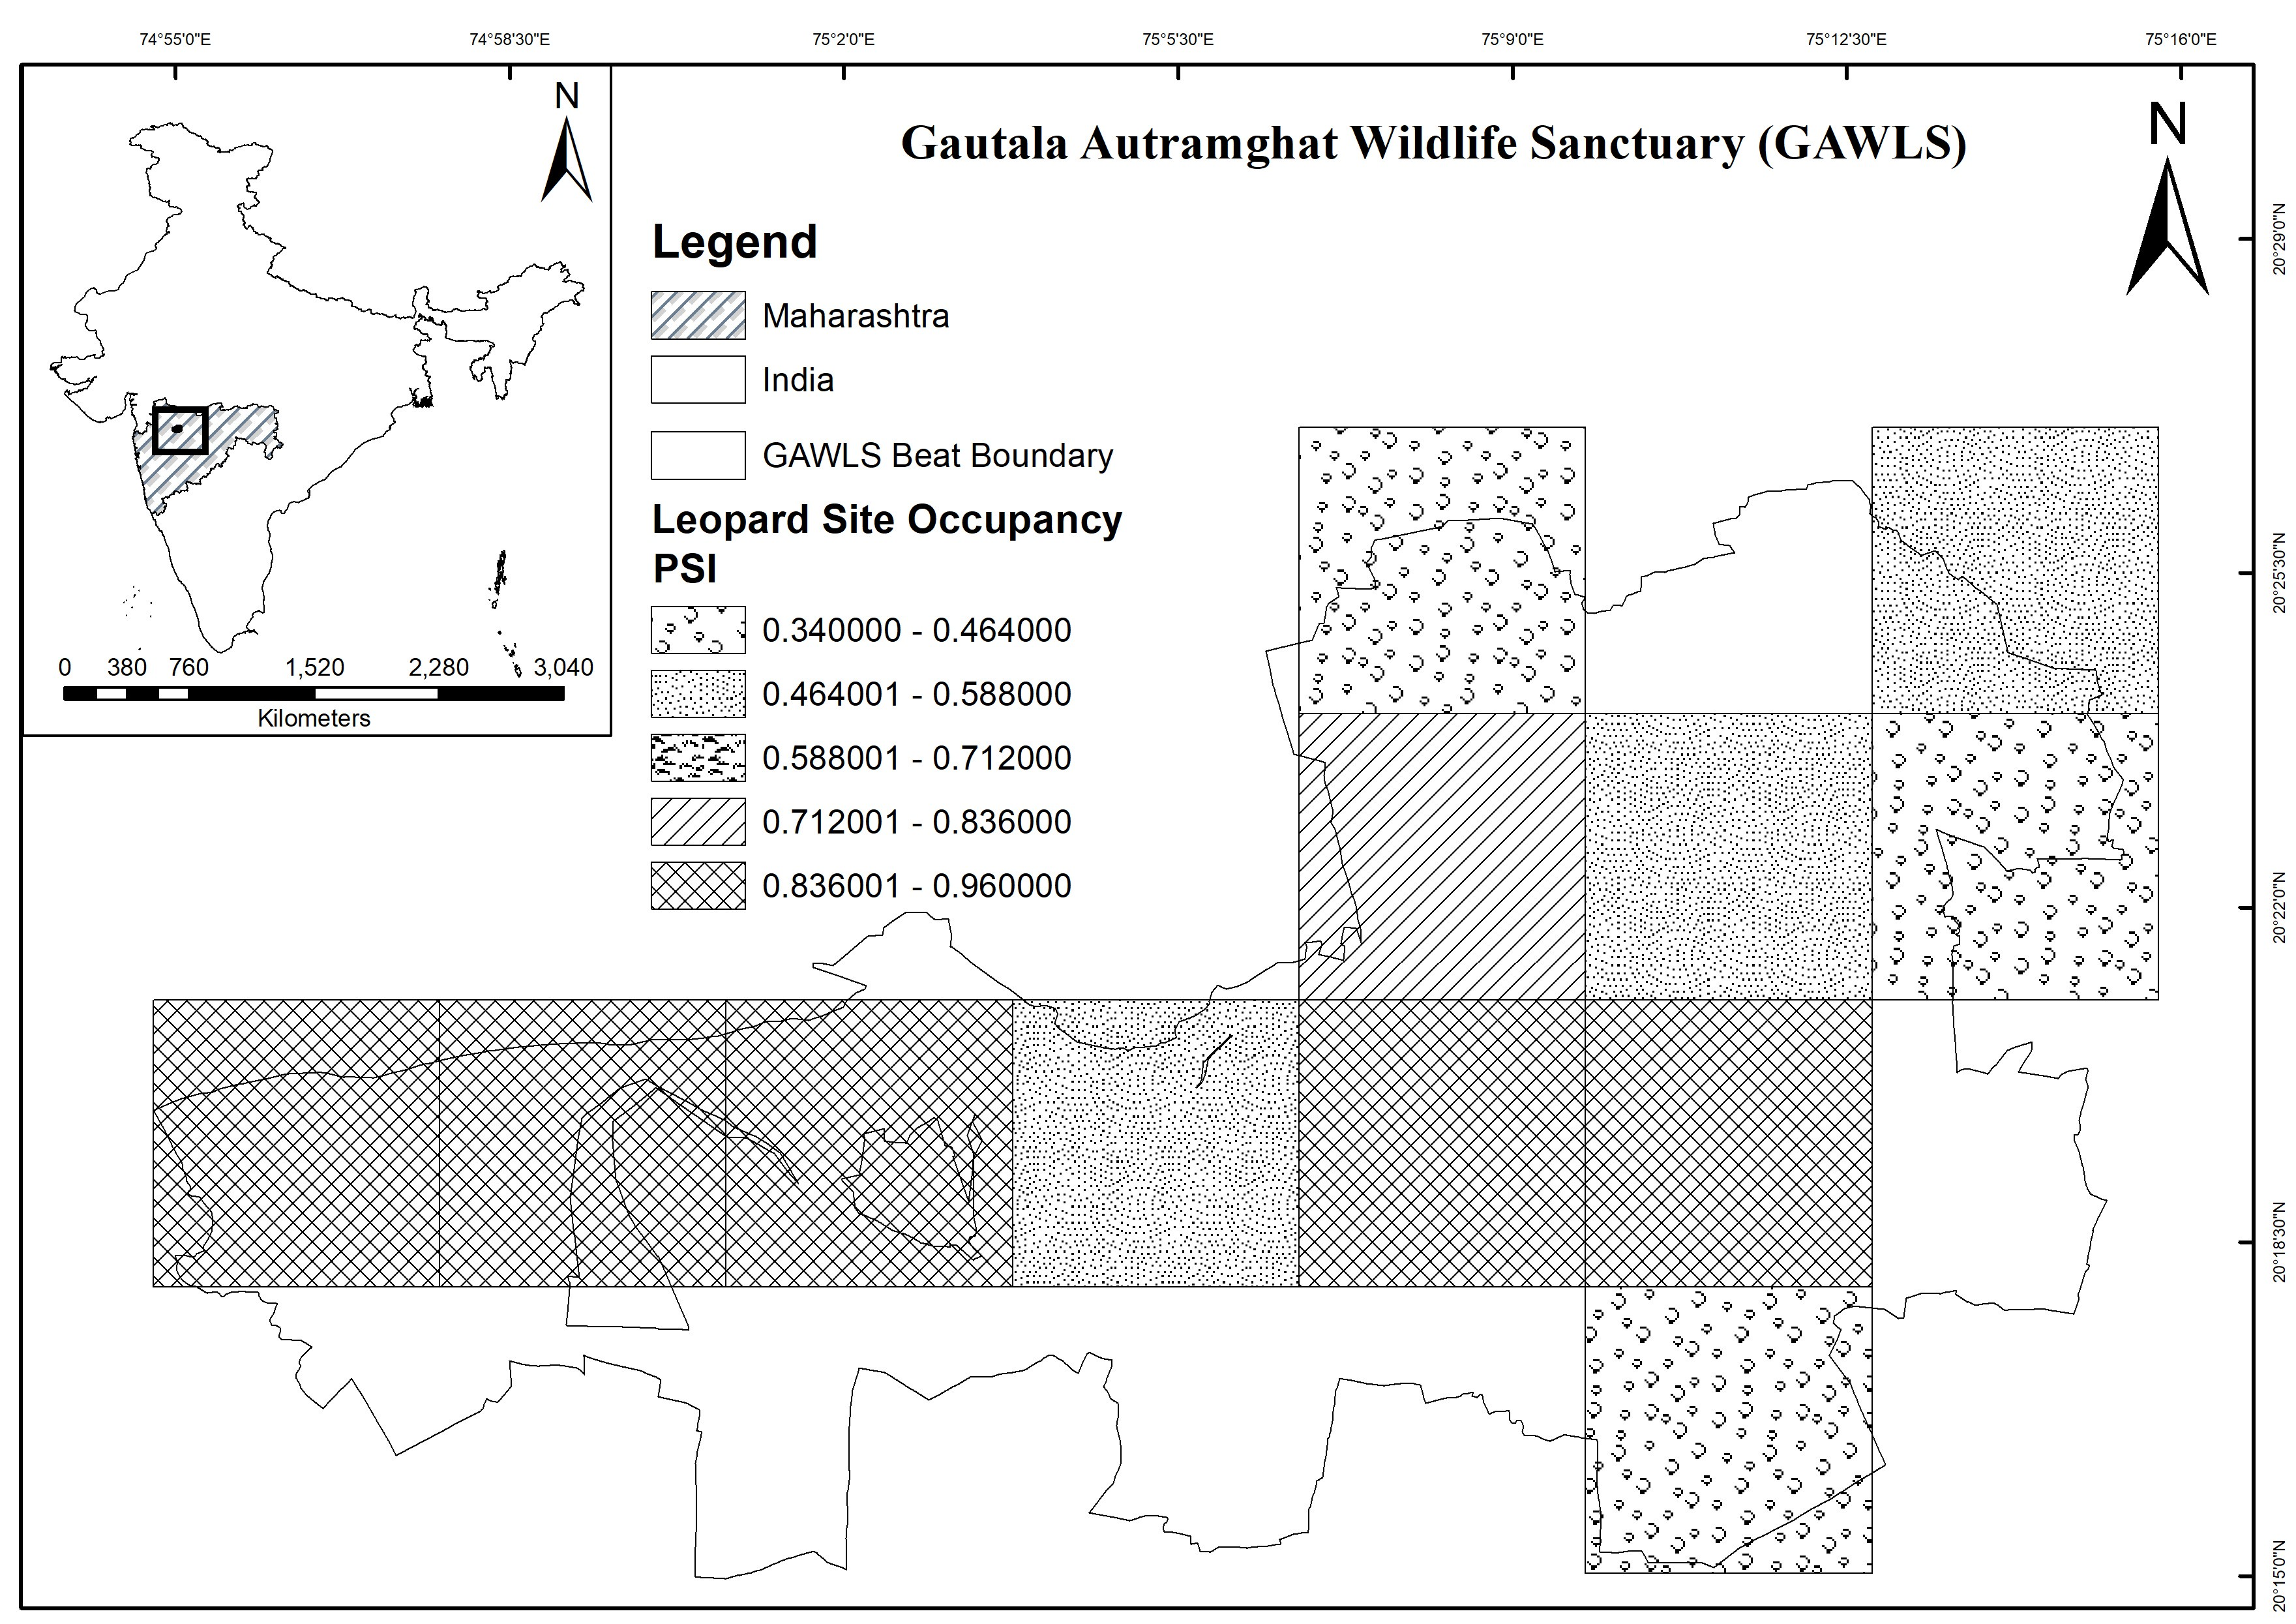 74°55'0"E 74°58'30"E 75°2'0"E 75°5'30"E 75°9'0"E 75°12'30"E 75°16'0"E
N
Gautala Autramghat Wildlife Sanctuary (GAWLS)
N
Legend
Maharashtra
India
GAWLS Beat Boundary
Leopard Site Occupancy
PSI
0.340000 - 0.464000
0.464001 - 0.588000
0.588001 - 0.712000
0.712001 - 0.836000
0.836001 - 0.960000
0 380 760 1,520 2,280 3,040
Kilometers
20°29'0"N
20°25'30"N
20°22'0"N
20°18'30"N
20°15'0"N